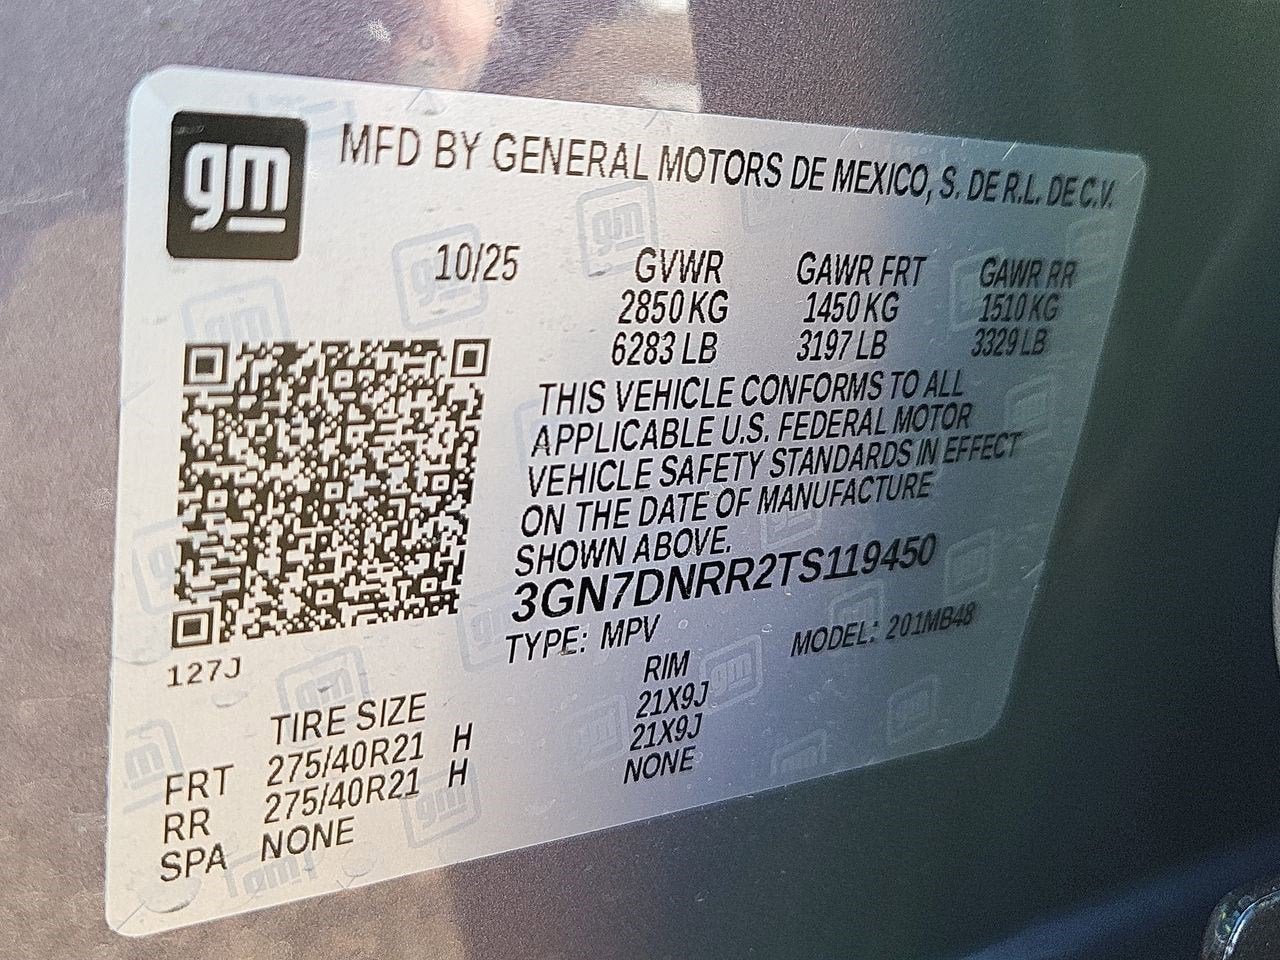 gm
MFD BY GENERAL MOTORS DE MEXICO, S. DE R.L. DE C.V.
10/25 GVWR GAWR FRT GAWR RR
2850 KG 1450 KG 1510 KG
6283 LB 3197 LB 3329 LB
THIS VEHICLE CONFORMS TO ALL
APPLICABLE U.S. FEDERAL MOTOR
VEHICLE SAFETY STANDARDS IN EFFECT
ON THE DATE OF MANUFACTURE
SHOWN ABOVE.
3GN7DNRR2TS119450
TYPE: MPV MODEL: 201MB48
127J
TIRE SIZE RIM
FRT 275/40R21 H 21X9J
RR 275/40R21 H 21X9J
SPA NONE NONE